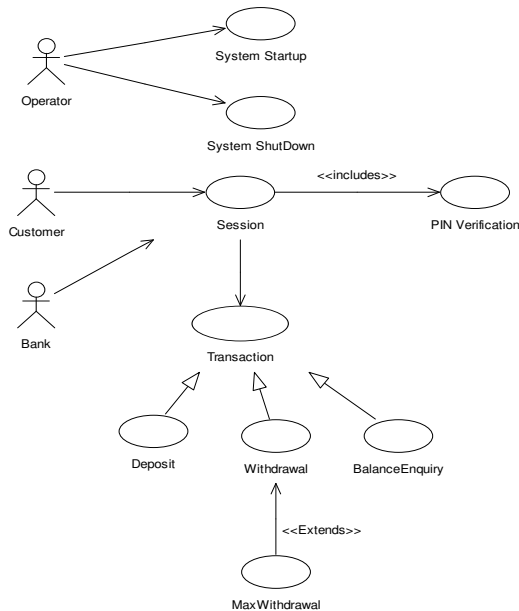 System Startup
Operator
System ShutDown
<<includes>>
Customer
Session
PIN Verification
Bank
Transaction
Deposit
Withdrawal
BalanceEnquiry
<<Extends>>
MaxWithdrawal